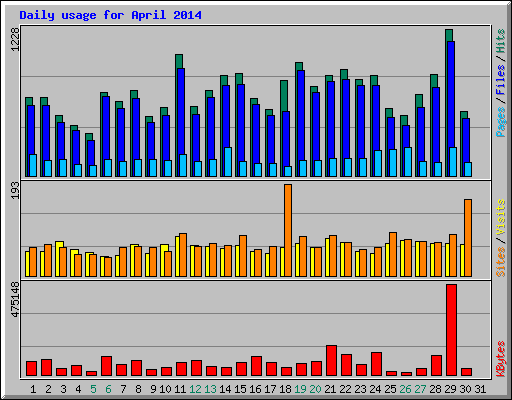 Daily usage for April 2014
1228
193
475148
Pages / Files / Hits
Sites / Visits
KBytes
1 2 3 4 5 6 7 8 9 10 11 12 13 14 15 16 17 18 19 20 21 22 23 24 25 26 27 28 29 30 31